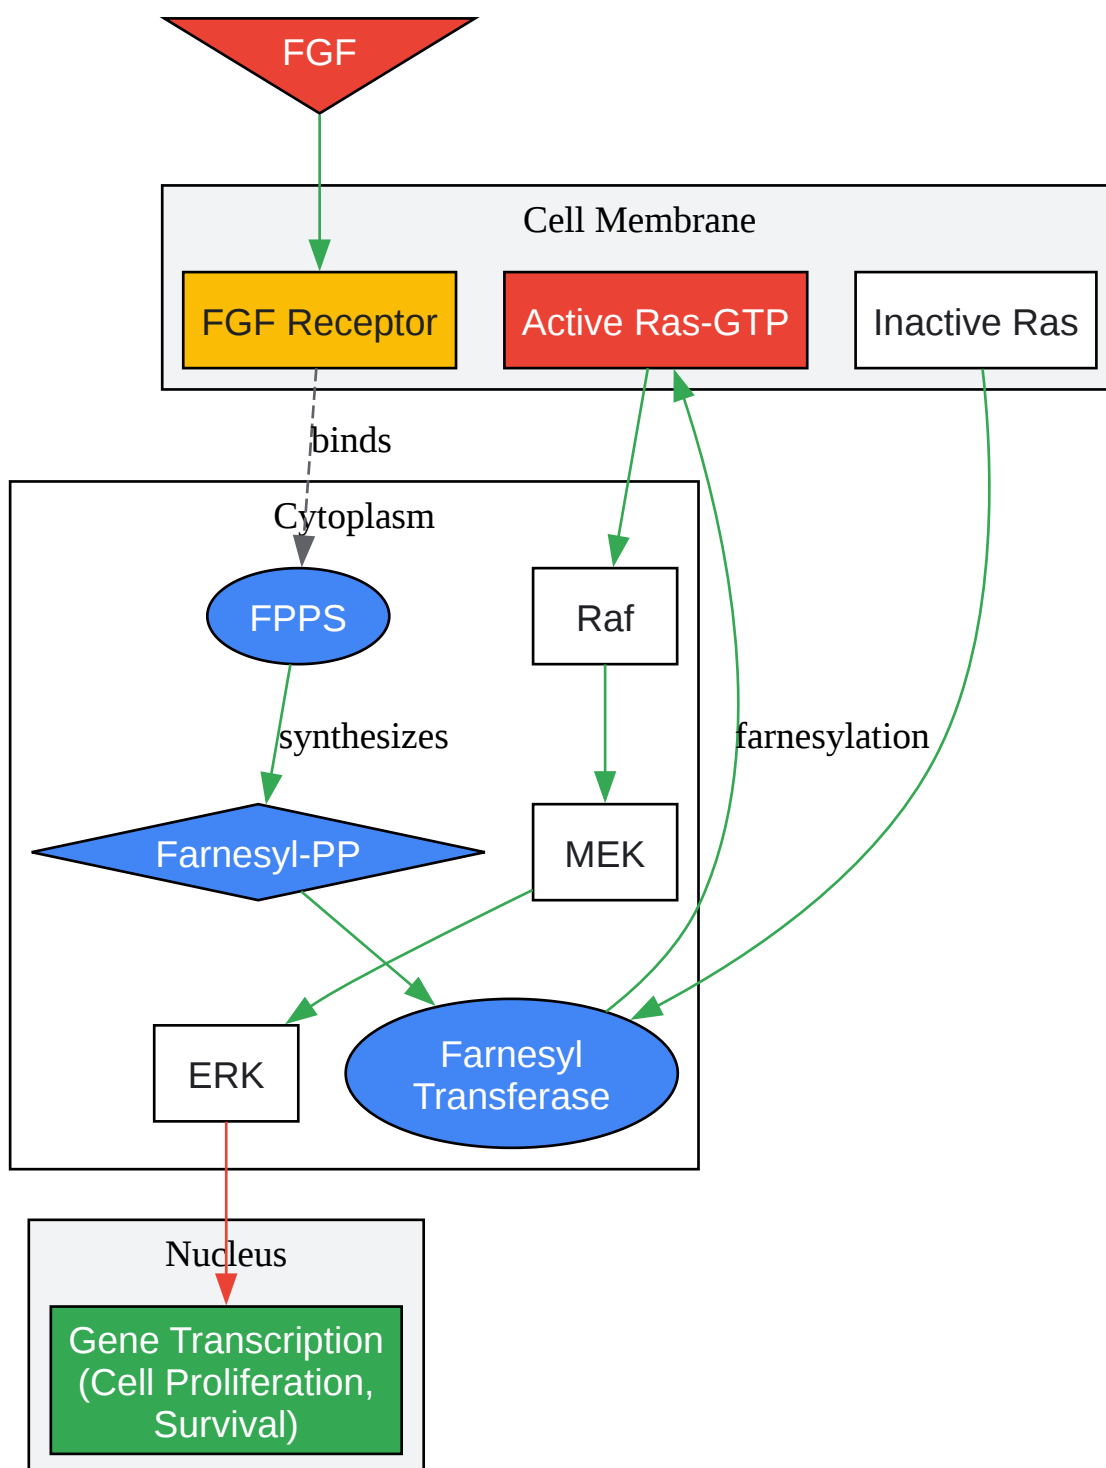 FGF
Cell Membrane
FGF Receptor
Active Ras-GTP
Inactive Ras
binds
Cytoplasm
FPPS
Raf
synthesizes
farnesylation
Farnesyl-PP
MEK
ERK
Farnesyl
Transferase
Nucleus
Gene Transcription
(Cell Proliferation,
Survival)